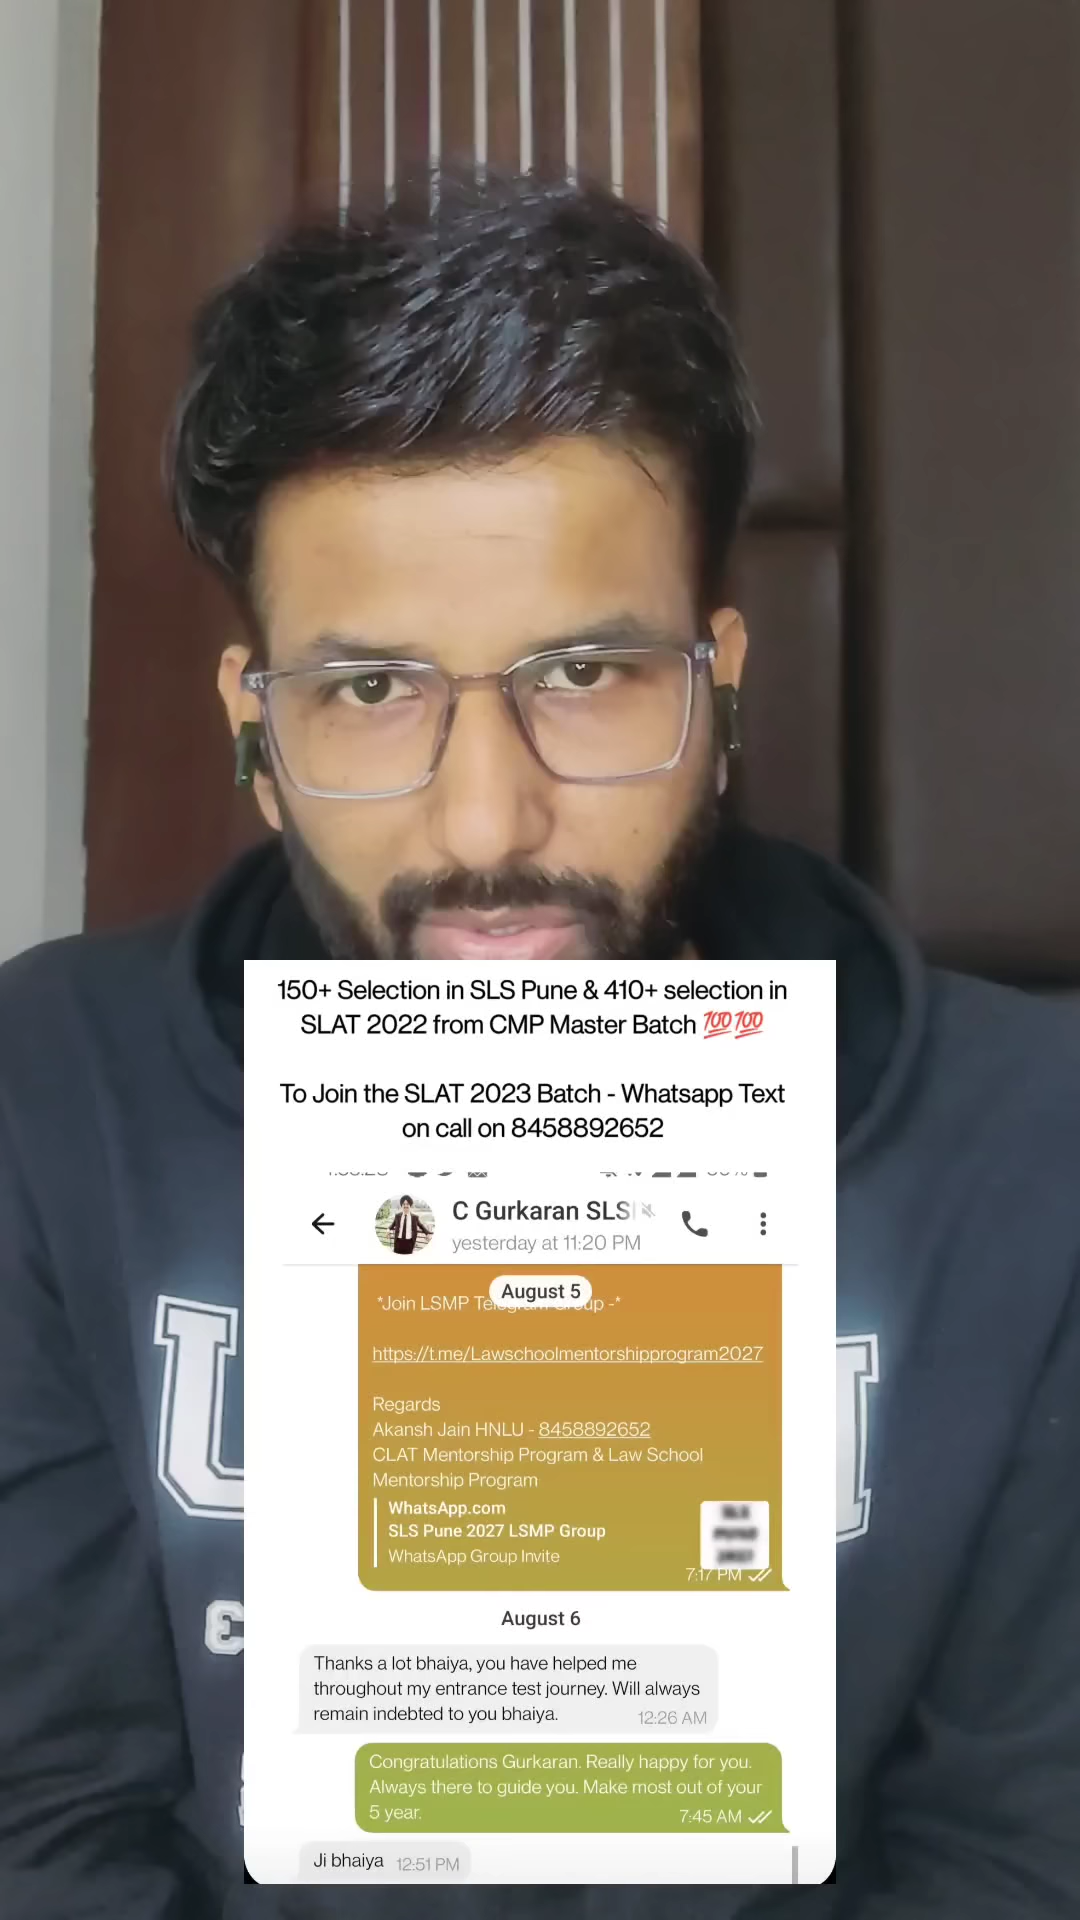 150+ Selection in SLS Pune & 410+ selection in
SLAT 2022 from CMP Master Batch 💯💯
To Join the SLAT 2023 Batch - Whatsapp Text
on call on 8458892652
C Gurkaran SLS
yesterday at 11:20 PM
August 5
*Join LSMP Telegram Group -*
https://t.me/Lawschoolmentorshipprogram2027
Regards
Akansh Jain HNLU - 8458892652
CLAT Mentorship Program & Law School
Mentorship Program
WhatsApp.com
SLS Pune 2027 LSMP Group
WhatsApp Group Invite
7:17 PM
August 6
Thanks a lot bhaiya, you have helped me
throughout my entrance test journey. Will always
remain indebted to you bhaiya.
12:26 AM
Congratulations Gurkaran. Really happy for you.
Always there to guide you. Make most out of your
5 year.
7:45 AM
Ji bhaiya 12:51 PM
U